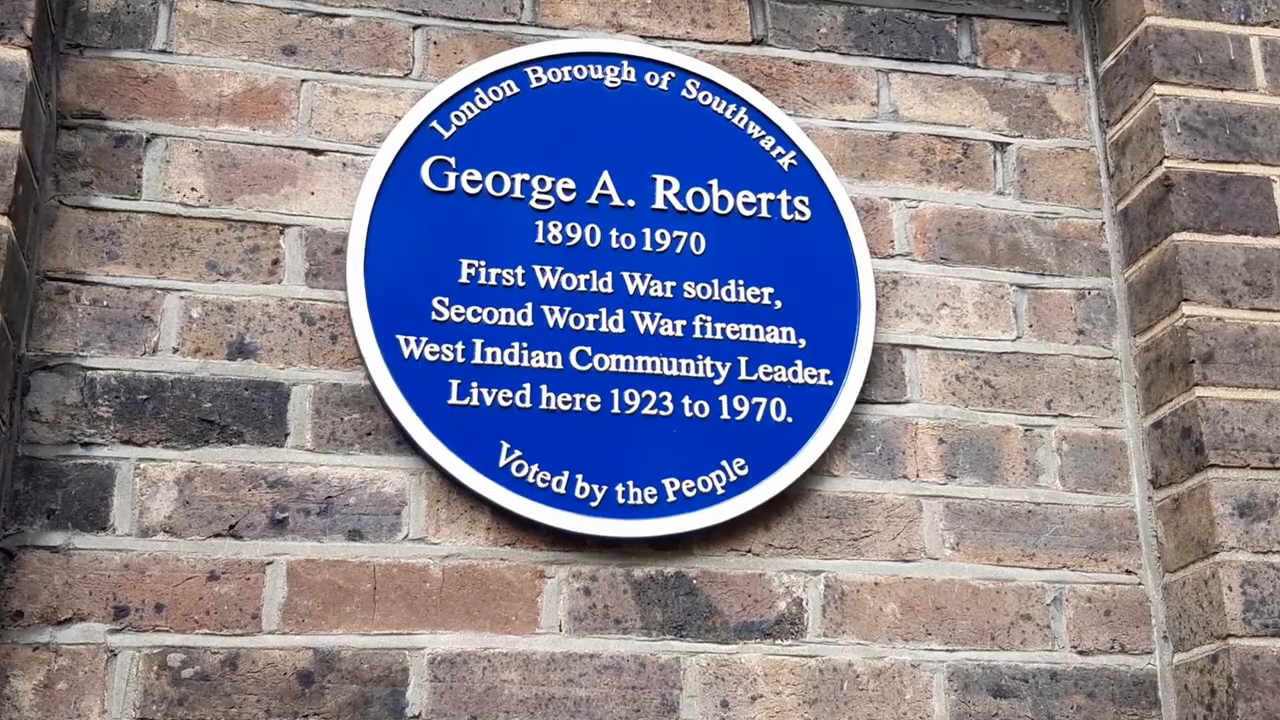 London Borough of Southwark
George A. Roberts
1890 to 1970
First World War soldier,
Second World War fireman,
West Indian Community Leader.
Lived here 1923 to 1970.
Voted by the People